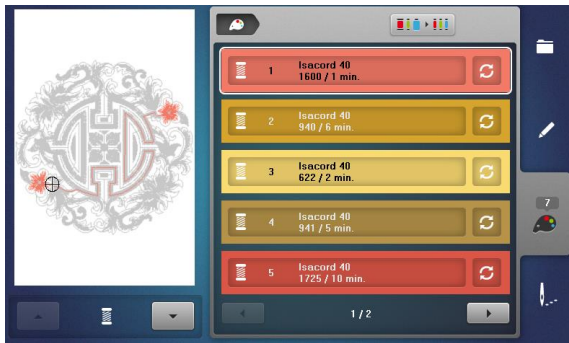 1
Isacord 40
1600 / 1 min.
2
Isacord 40
940 / 6 min.
3
Isacord 40
622 / 2 min.
4
Isacord 40
941 / 5 min.
5
Isacord 40
1725 / 10 min.
1 / 2
7